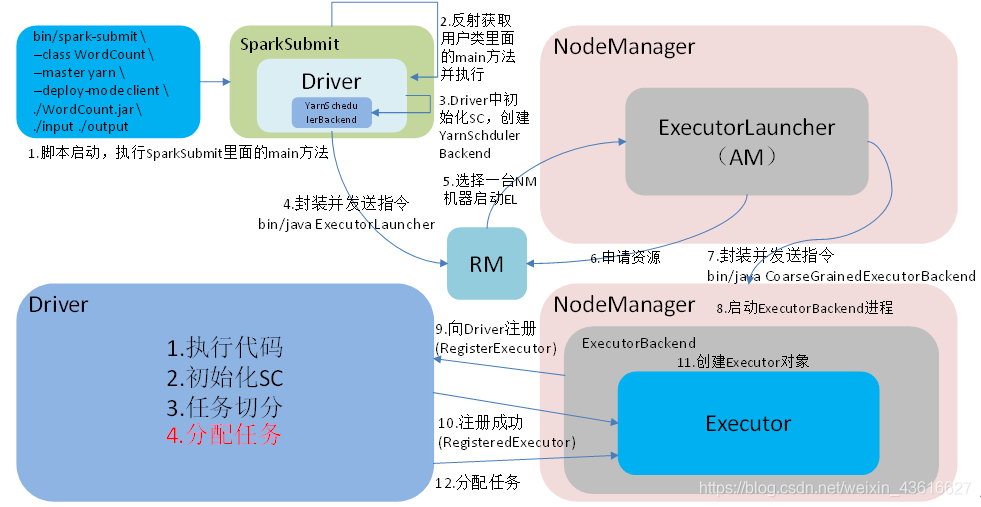 bin/spark-submit \
--class WordCount \
--master yarn \
--deploy-mode client \
./WordCount.jar \
./input ./output
1.脚本启动，执行SparkSubmit里面的main方法
SparkSubmit
Driver
YarnSchedu
lerBackend
2.反射获取
用户类里面
的main方法
并执行
3.Driver中初
始化SC，创建
YarnSchduler
Backend
4.封装并发送指令
bin/java ExecutorLauncher
5.选择一台NM
机器启动EL
RM
NodeManager
ExecutorLauncher
（AM）
6.申请资源
7.封装并发送指令
bin/java CoarseGrainedExecutorBackend
Driver
1.执行代码
2.初始化SC
3.任务切分
4.分配任务
9.向Driver注册
(RegisterExecutor)
10.注册成功
(RegisteredExecutor)
12.分配任务
NodeManager
8.启动ExecutorBackend进程
ExecutorBackend
11.创建Executor对象
Executor
https://blog.csdn.net/weixin_43616627